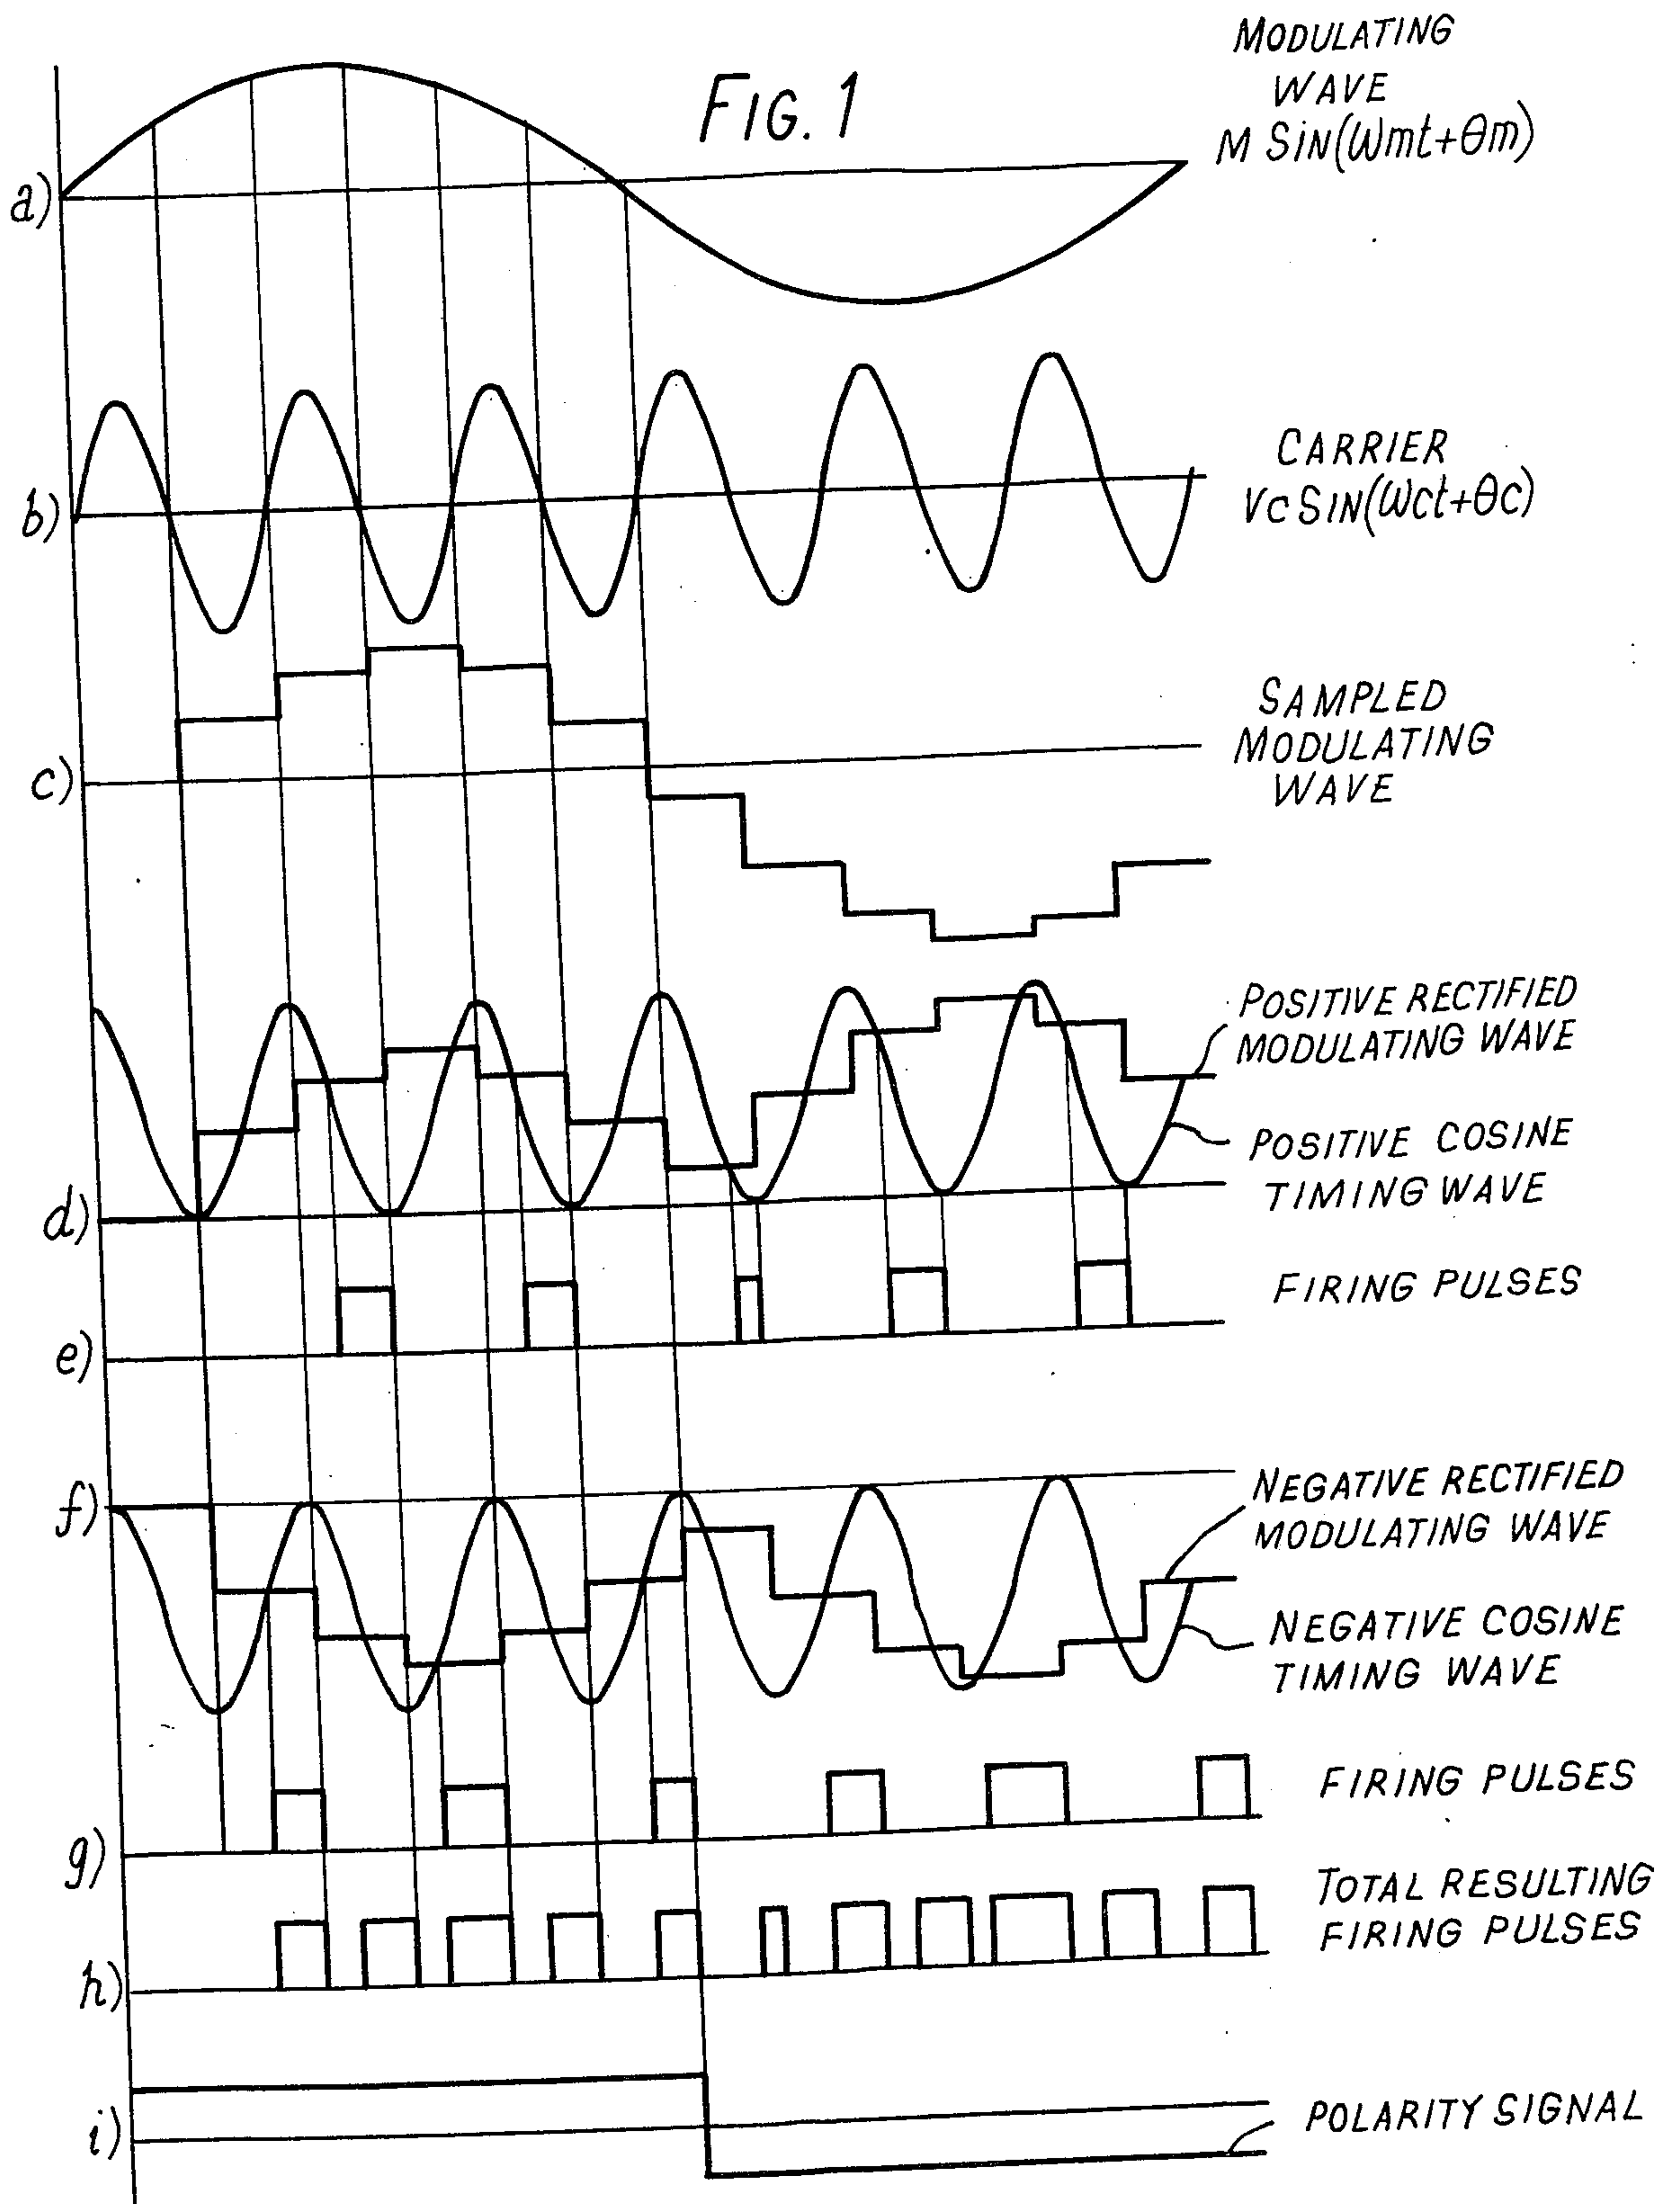 FIG. 1
MODULATING
WAVE
M SIN(ωmt+θm)
a)
CARRIER
VC SIN(ωct+θc)
b)
SAMPLED
MODULATING
WAVE
c)
POSITIVE RECTIFIED
MODULATING WAVE
POSITIVE COSINE
TIMING WAVE
d)
FIRING PULSES
e)
NEGATIVE RECTIFIED
MODULATING WAVE
f)
NEGATIVE COSINE
TIMING WAVE
FIRING PULSES
g)
TOTAL RESULTING
FIRING PULSES
h)
POLARITY SIGNAL
i)